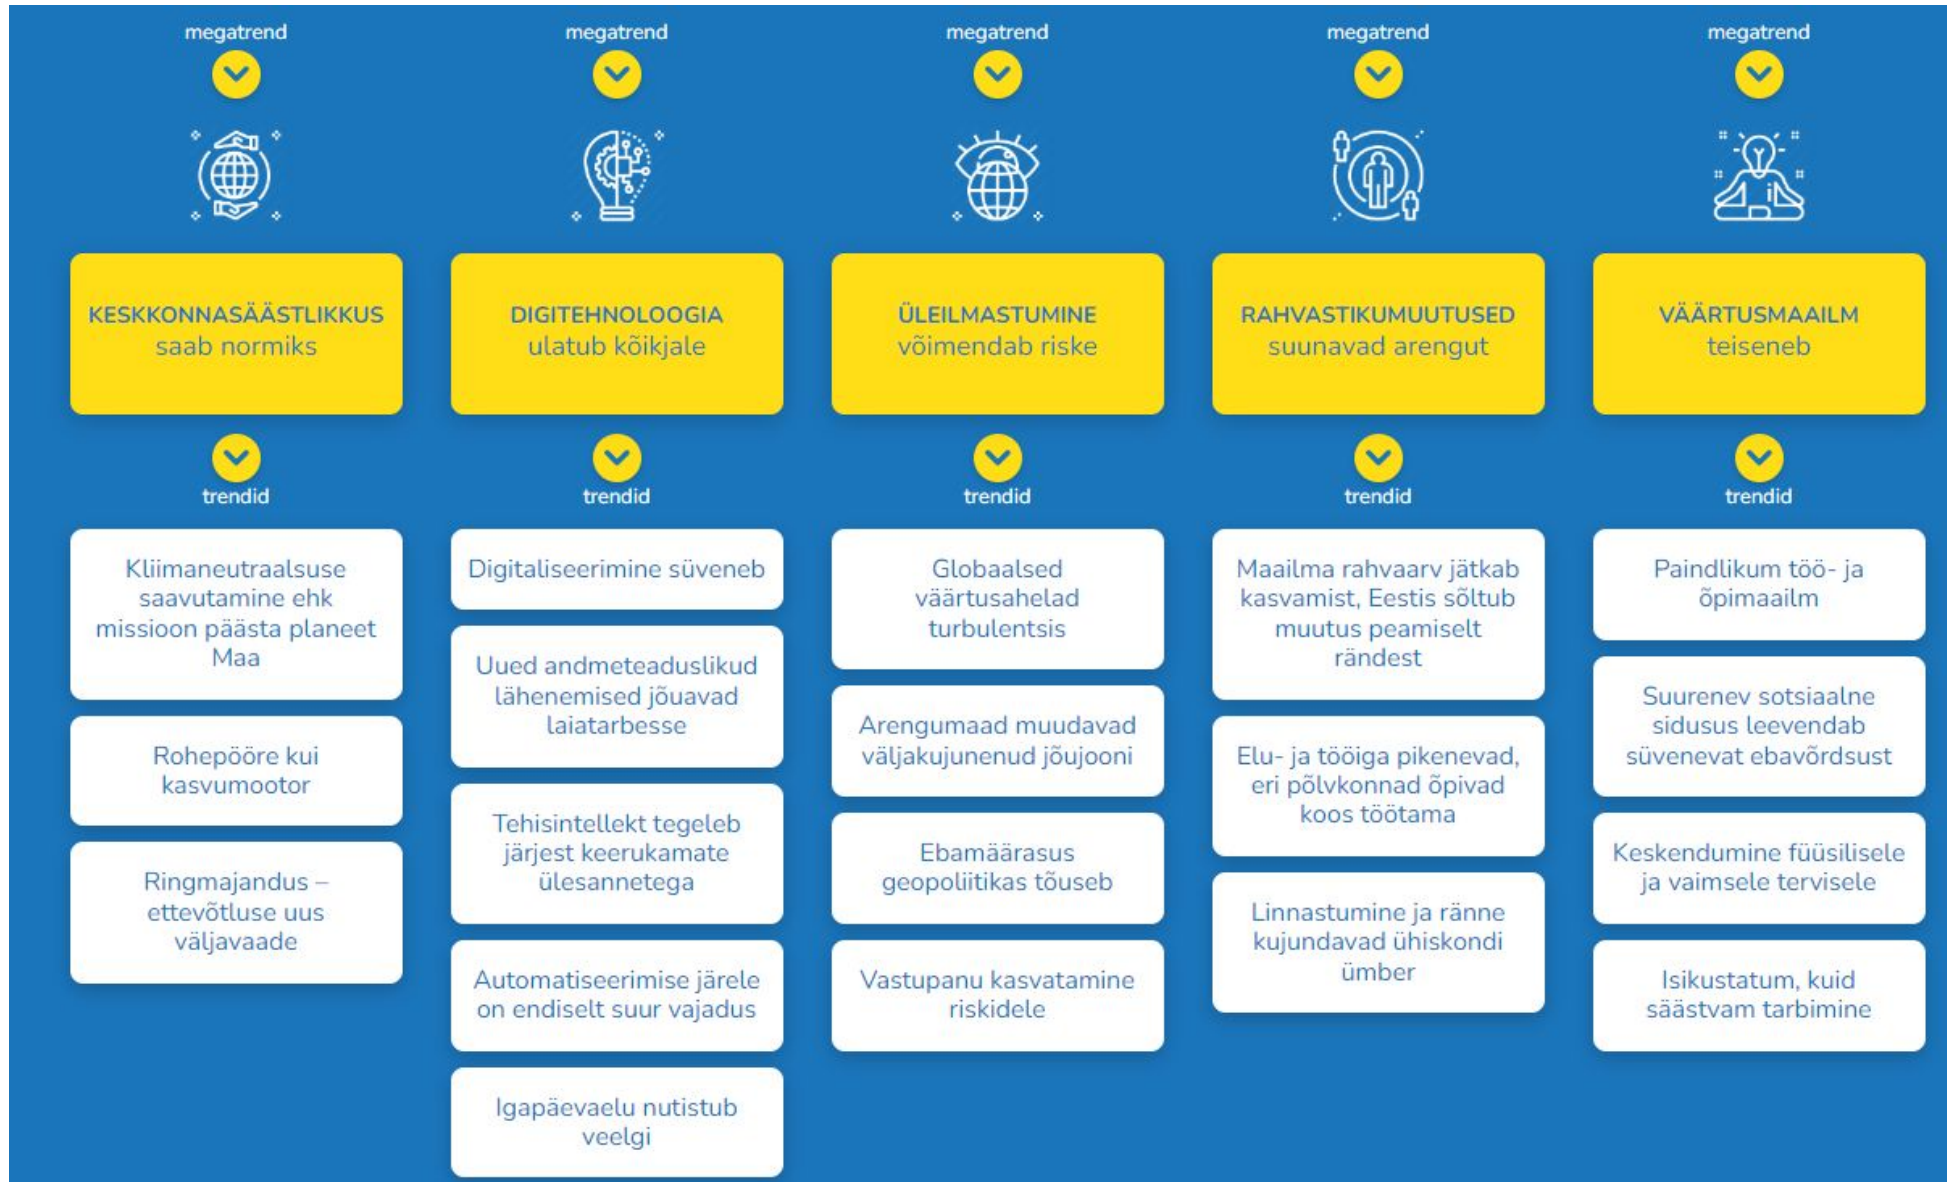 megatrend
KESKKONNASÄÄSTLIKKUS
saab normiks
trendid
Kliimaneutraalsuse
saavutamine ehk
missioon päästa planeet
Maa
Rohepööre kui
kasvumootor
Ringmajandus –
ettevõtluse uus
väljavaade
megatrend
DIGITEHNOLOOGIA
ulatub kõikjale
trendid
Digitaliseerimine süveneb
Uued andmeteaduslikud
lähenemised jõuavad
laiatarbesse
Tehisintellekt tegeleb
järjest keerukamate
ülesannetega
Automatiseerimise järele
on endiselt suur vajadus
Igapäevaelu nutistub
veelgi
megatrend
ÜLEILMASTUMINE
võimendab riske
trendid
Globaalsed
väärtusahelad
turbulentsis
Arengumaad muudavad
väljakujunenud jõujooni
Ebamäärasus
geopoliitikas tõuseb
Vastupanu kasvatamine
riskidele
megatrend
RAHVASTIKUMUUTUSED
suunavad arengut
trendid
Maailma rahvaarv jätkab
kasvamist, Eestis sõltub
muutus peamiselt
rändest
Elu- ja tööiga pikenevad,
eri põlvkonnad õpivad
koos töötama
Linnastumine ja ränne
kujundavad ühiskondi
ümber
megatrend
VÄÄRTUSMAAILM
teiseneb
trendid
Paindlikum töö- ja
õpimaailm
Suurenev sotsiaalne
sidusus leevendab
süvenevat ebavõrdsust
Keskendumine füüsilisele
ja vaimsele tervisele
Isikustatum, kuid
säästvam tarbimine